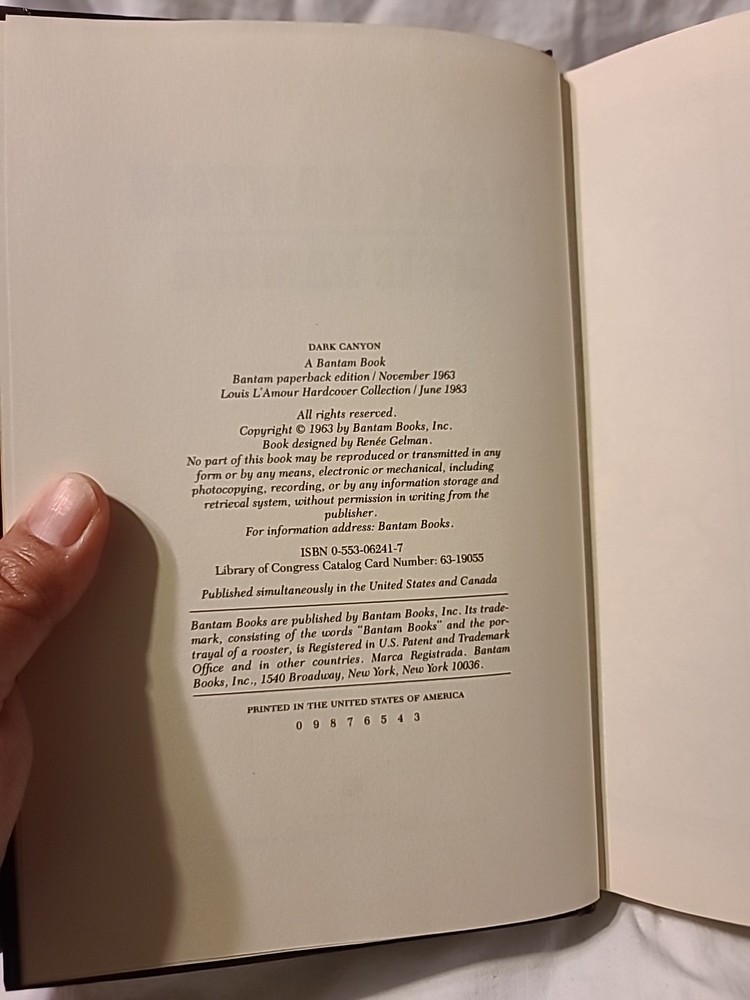 DARK CANYON
A Bantam Book
Bantam paperback edition / November 1963
Louis L'Amour Hardcover Collection / June 1983
All rights reserved.
Copyright © 1963 by Bantam Books, Inc.
Book designed by Renée Gelman.
No part of this book may be reproduced or transmitted in any
form or by any means, electronic or mechanical, including
photocopying, recording, or by any information storage and
retrieval system, without permission in writing from the
publisher.
For information address: Bantam Books.
ISBN 0-553-06241-7
Library of Congress Catalog Card Number: 63-19055
Published simultaneously in the United States and Canada
Bantam Books are published by Bantam Books, Inc. Its trade-
mark, consisting of the words "Bantam Books" and the por-
trayal of a rooster, is Registered in U.S. Patent and Trademark
Office and in other countries. Marca Registrada. Bantam
Books, Inc., 1540 Broadway, New York, New York 10036.
PRINTED IN THE UNITED STATES OF AMERICA
0 9 8 7 6 5 4 3